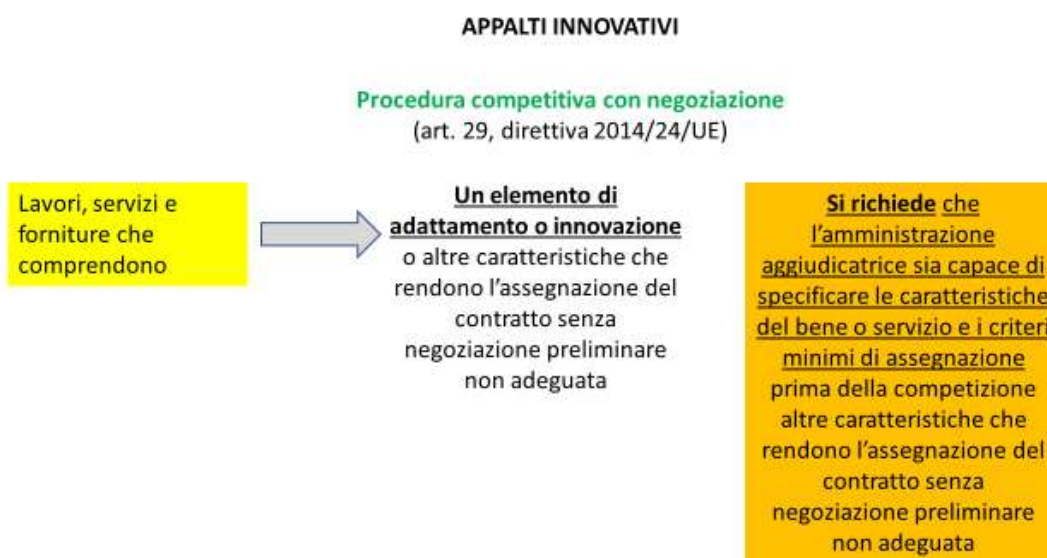 APPALTI INNOVATIVI
Procedura competitiva con negoziazione
(art. 29, direttiva 2014/24/UE)
Lavori, servizi e
forniture che
comprendono
Un elemento di
adattamento o innovazione
o altre caratteristiche che
rendono l'assegnazione del
contratto senza
negoziazione preliminare
non adeguata
Si richiede che
l'amministrazione
aggiudicatrice sia capace di
specificare le caratteristiche
del bene o servizio e i criteri
minimi di assegnazione
prima della competizione
altre caratteristiche che
rendono l'assegnazione del
contratto senza
negoziazione preliminare
non adeguata